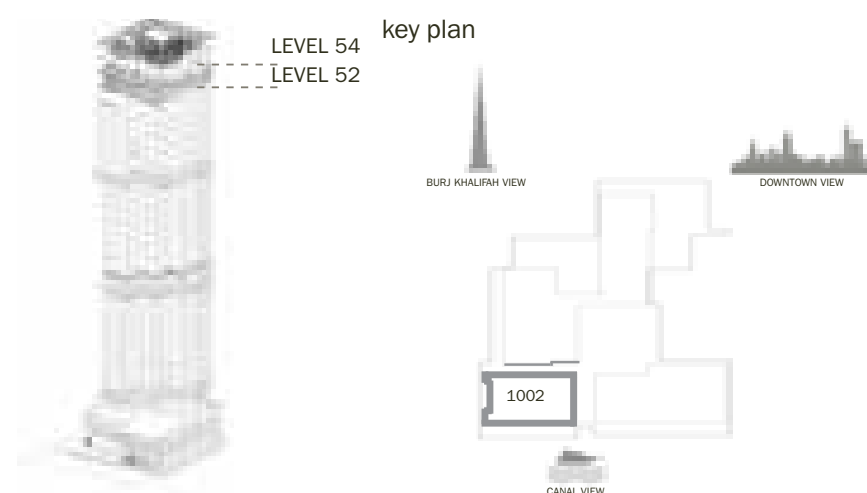 key plan
LEVEL 54
LEVEL 52
BURJ KHALIFAH VIEW
DOWNTOWN VIEW
1002
CANAL VIEW